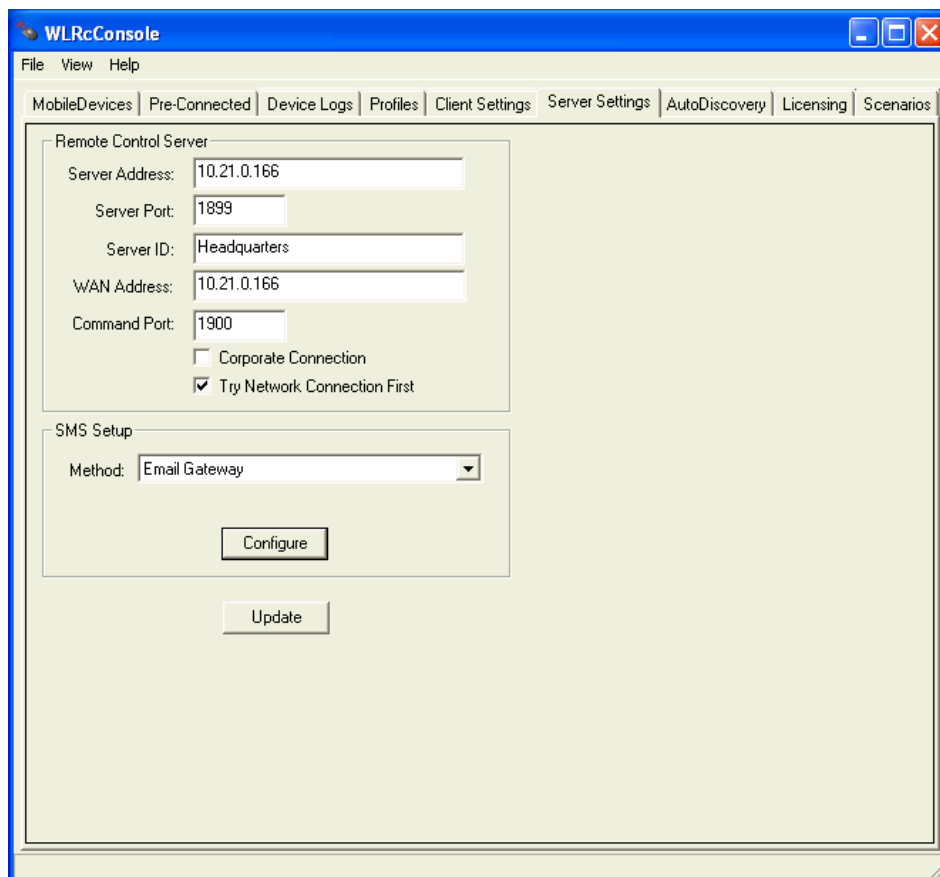 WLRcConsole
File View Help
MobileDevices Pre-Connected Device Logs Profiles Client Settings Server Settings AutoDiscovery Licensing Scenarios
Remote Control Server
Server Address: 10.21.0.166
Server Port: 1899
Server ID: Headquarters
WAN Address: 10.21.0.166
Command Port: 1900
Corporate Connection
Try Network Connection First
SMS Setup
Method: Email Gateway
Configure
Update